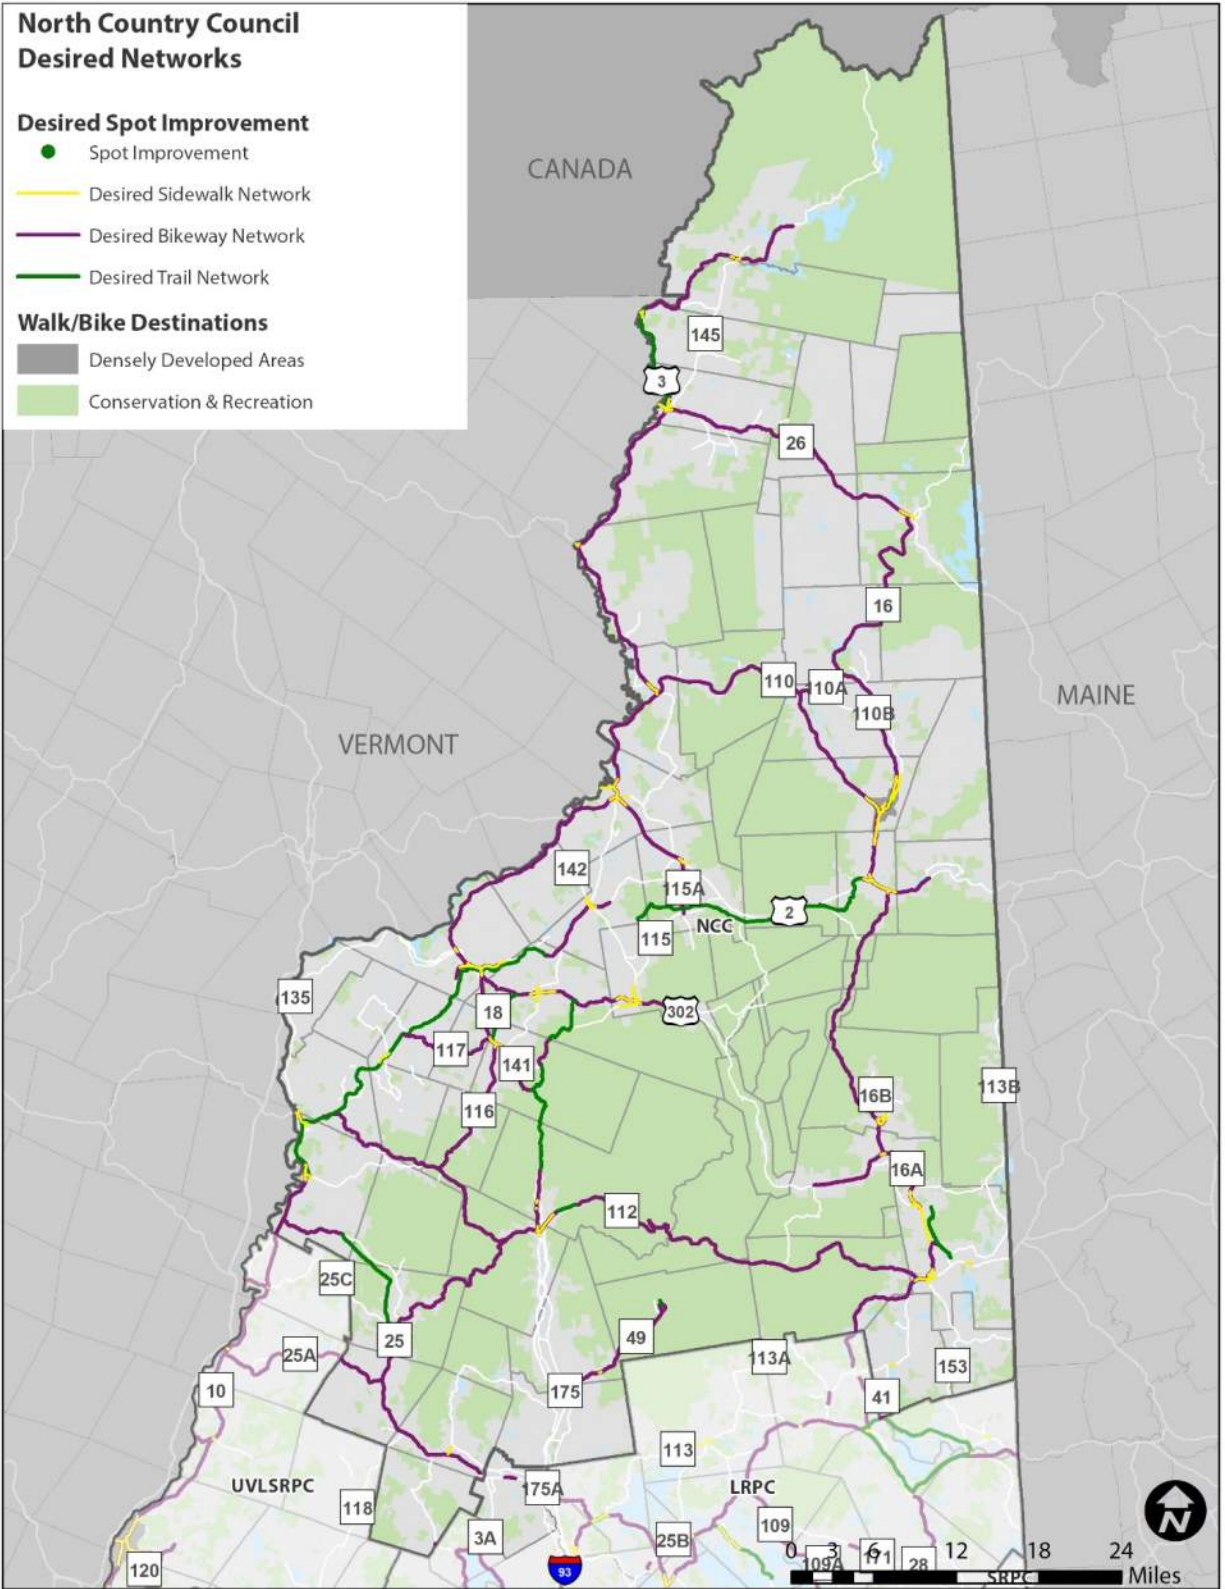 North Country Council
Desired Networks
Desired Spot Improvement
Spot Improvement
Desired Sidewalk Network
Desired Bikeway Network
Desired Trail Network
Walk/Bike Destinations
Densely Developed Areas
Conservation & Recreation
CANADA
145
3
26
16
110
110A
110B
MAINE
VERMONT
142
115A
2
NCC
115
135
18
302
117
141
113B
16B
116
16A
112
25C
25
49
25A
113A
153
10
175
41
113
UVLSRPC
175A
LRPC
118
109
3A
25B
0 3 6 12 18 24
109A 171 28
Miles
SRPC
120
93
N